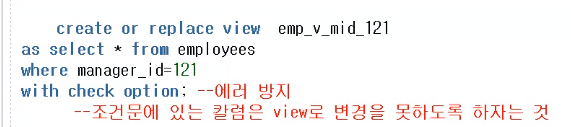 create or replace view emp_v_mid_121
as select * from employees
where manager_id=121
with check option; --에러 방지
--조건문에 있는 칼럼은 view로 변경을 못하도록 하자는 것